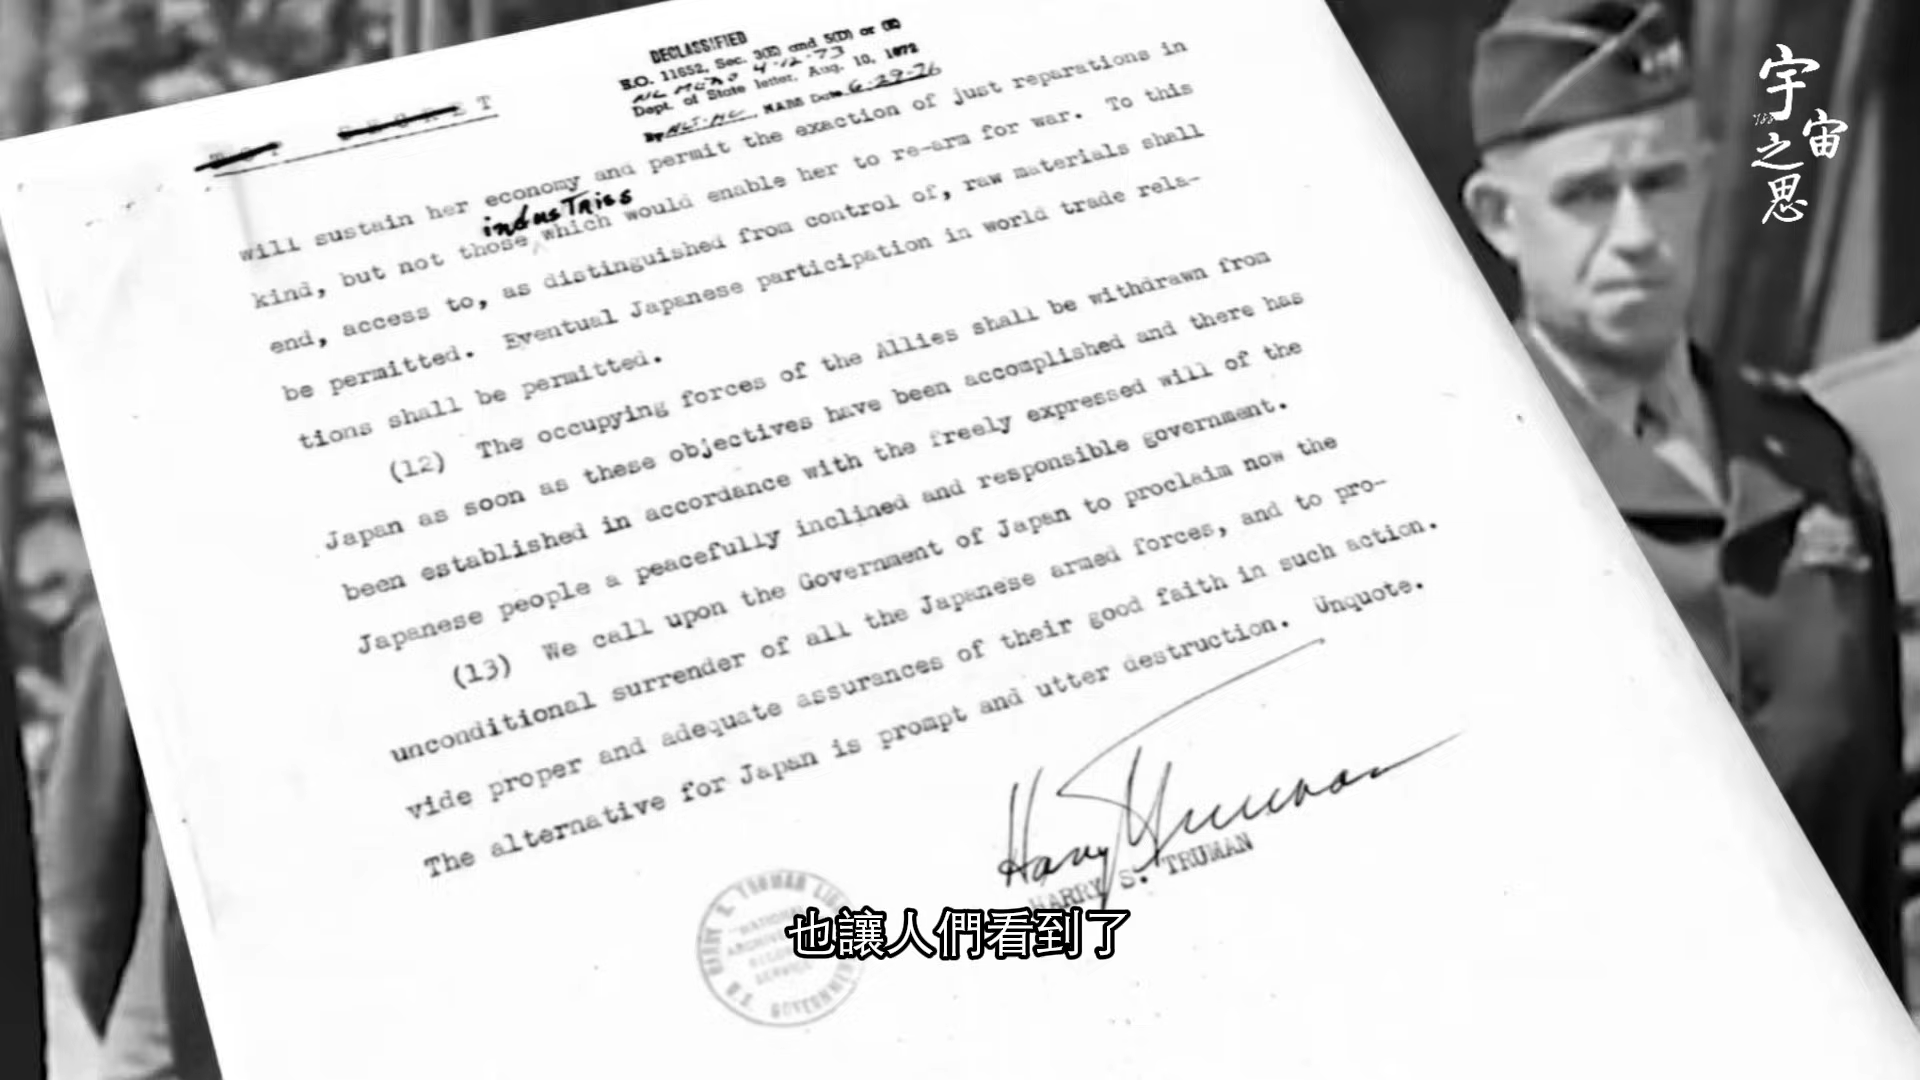 DECLASSIFIED
E.O. 11652, Sec. 3(E) and 5(D) or (E)
Dept. of State letter, Aug. 10, 1972
NARS Date 6-29-76
will sustain her economy and permit the exaction of just reparations in
industries
kind, but not those which would enable her to re-arm for war. To this
end, access to, as distinguished from control of, raw materials shall
be permitted. Eventual Japanese participation in world trade rela-
tions shall be permitted.
(12) The occupying forces of the Allies shall be withdrawn from
Japan as soon as these objectives have been accomplished and there has
been established in accordance with the freely expressed will of the
Japanese people a peacefully inclined and responsible government.
(13) We call upon the Government of Japan to proclaim now the
unconditional surrender of all the Japanese armed forces, and to pro-
vide proper and adequate assurances of their good faith in such action.
The alternative for Japan is prompt and utter destruction. Unquote.
Harry Truman
HARRY S. TRUMAN
也讓人們看到了
宇宙之思